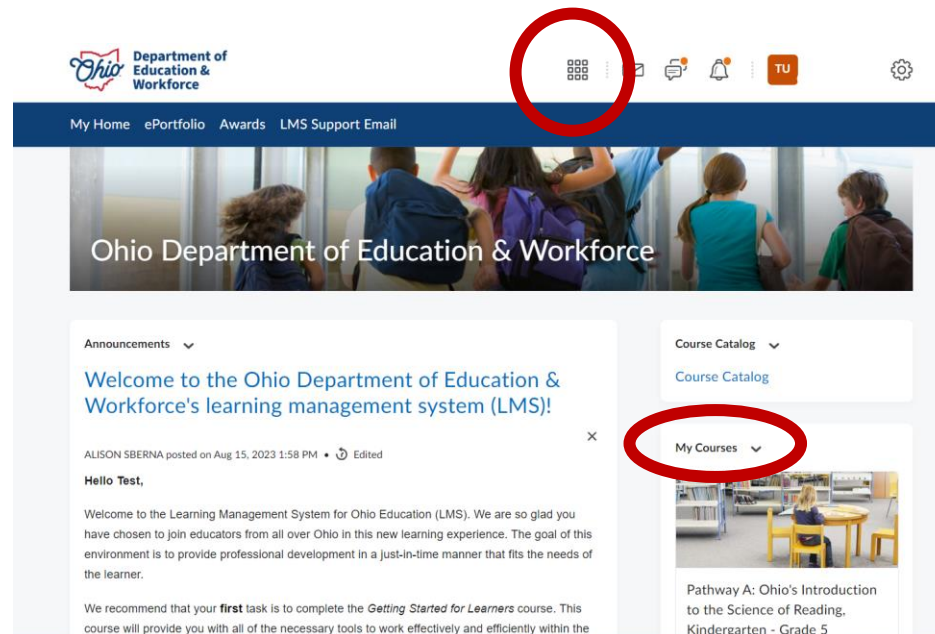 Ohio
Department of
Education &
Workforce
TU
My Home ePortfolio Awards LMS Support Email
Ohio Department of Education & Workforce
Announcements
Welcome to the Ohio Department of Education &
Workforce's learning management system (LMS)!
ALISON SBERNA posted on Aug 15, 2023 1:58 PM • Edited
Hello Test,
Welcome to the Learning Management System for Ohio Education (LMS). We are so glad you
have chosen to join educators from all over Ohio in this new learning experience. The goal of this
environment is to provide professional development in a just-in-time manner that fits the needs of
the learner.
We recommend that your first task is to complete the Getting Started for Learners course. This
course will provide you with all of the necessary tools to work effectively and efficiently within the
Course Catalog
Course Catalog
My Courses
Pathway A: Ohio's Introduction
to the Science of Reading,
Kindergarten - Grade 5